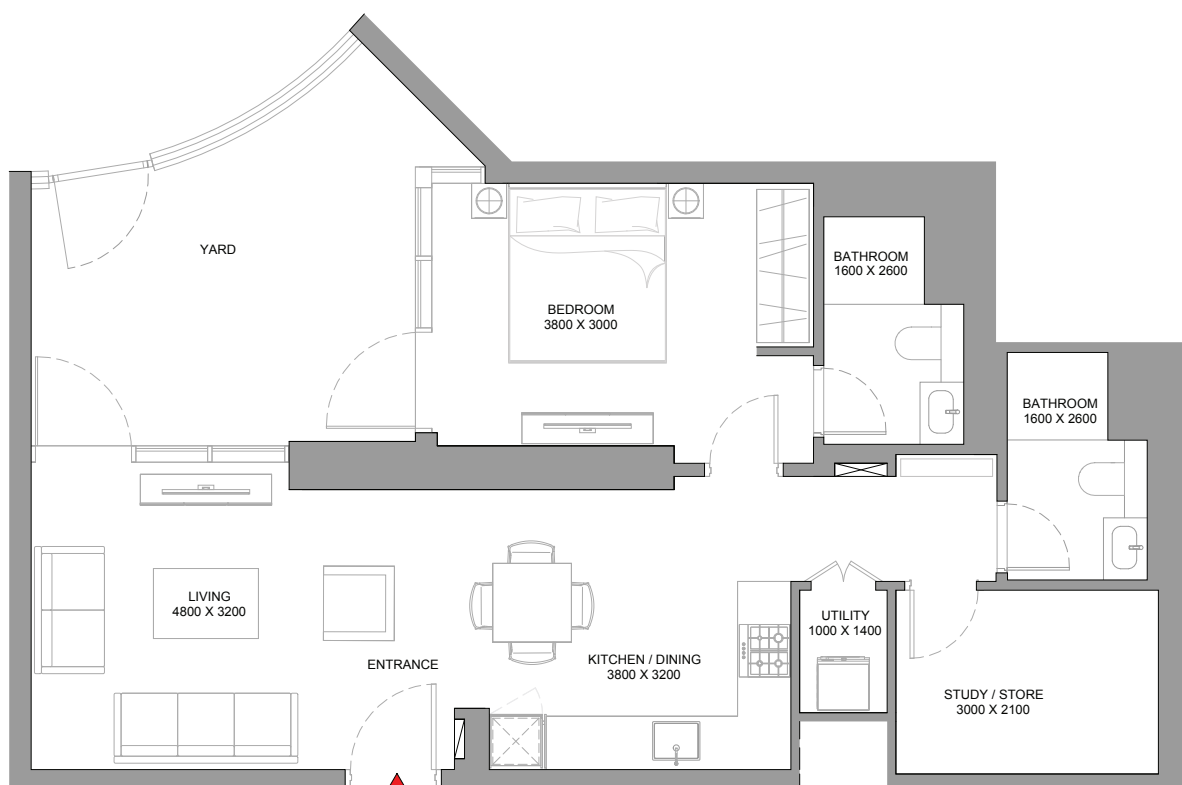 YARD
BEDROOM
3800 X 3000
BATHROOM
1600 X 2600
BATHROOM
1600 X 2600
LIVING
4800 X 3200
ENTRANCE
KITCHEN / DINING
3800 X 3200
UTILITY
1000 X 1400
STUDY / STORE
3000 X 2100